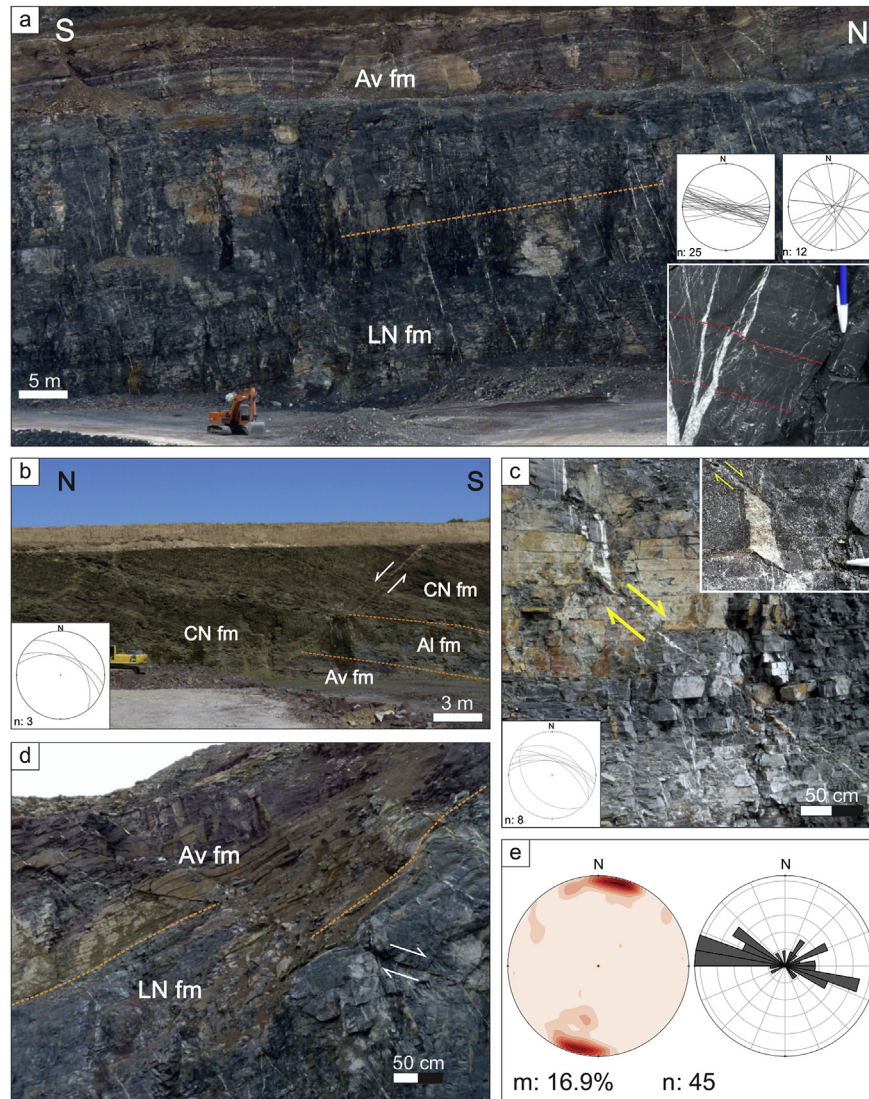 a
S
N
Av fm
N
N
n: 25
n: 12
LN fm
5 m
b
N
S
CN fm
CN fm
Al fm
Av fm
N
n: 3
3 m
c
N
n: 8
50 cm
d
Av fm
LN fm
50 cm
e
N
N
m: 16.9%
n: 45